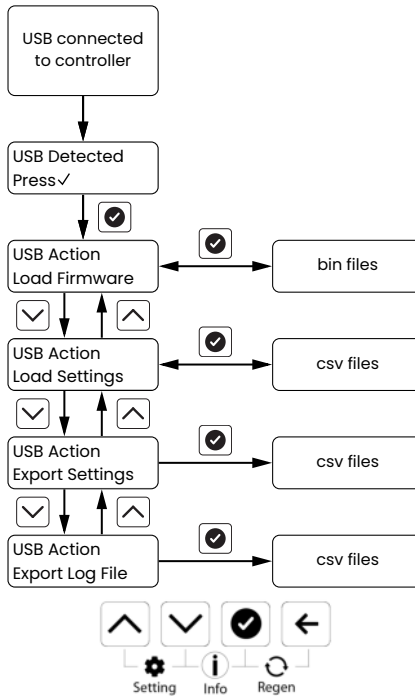 USB connected
to controller
USB Detected
Press✓
USB Action
Load Firmware
bin files
USB Action
Load Settings
csv files
USB Action
Export Settings
csv files
USB Action
Export Log File
csv files
Setting
Info
Regen